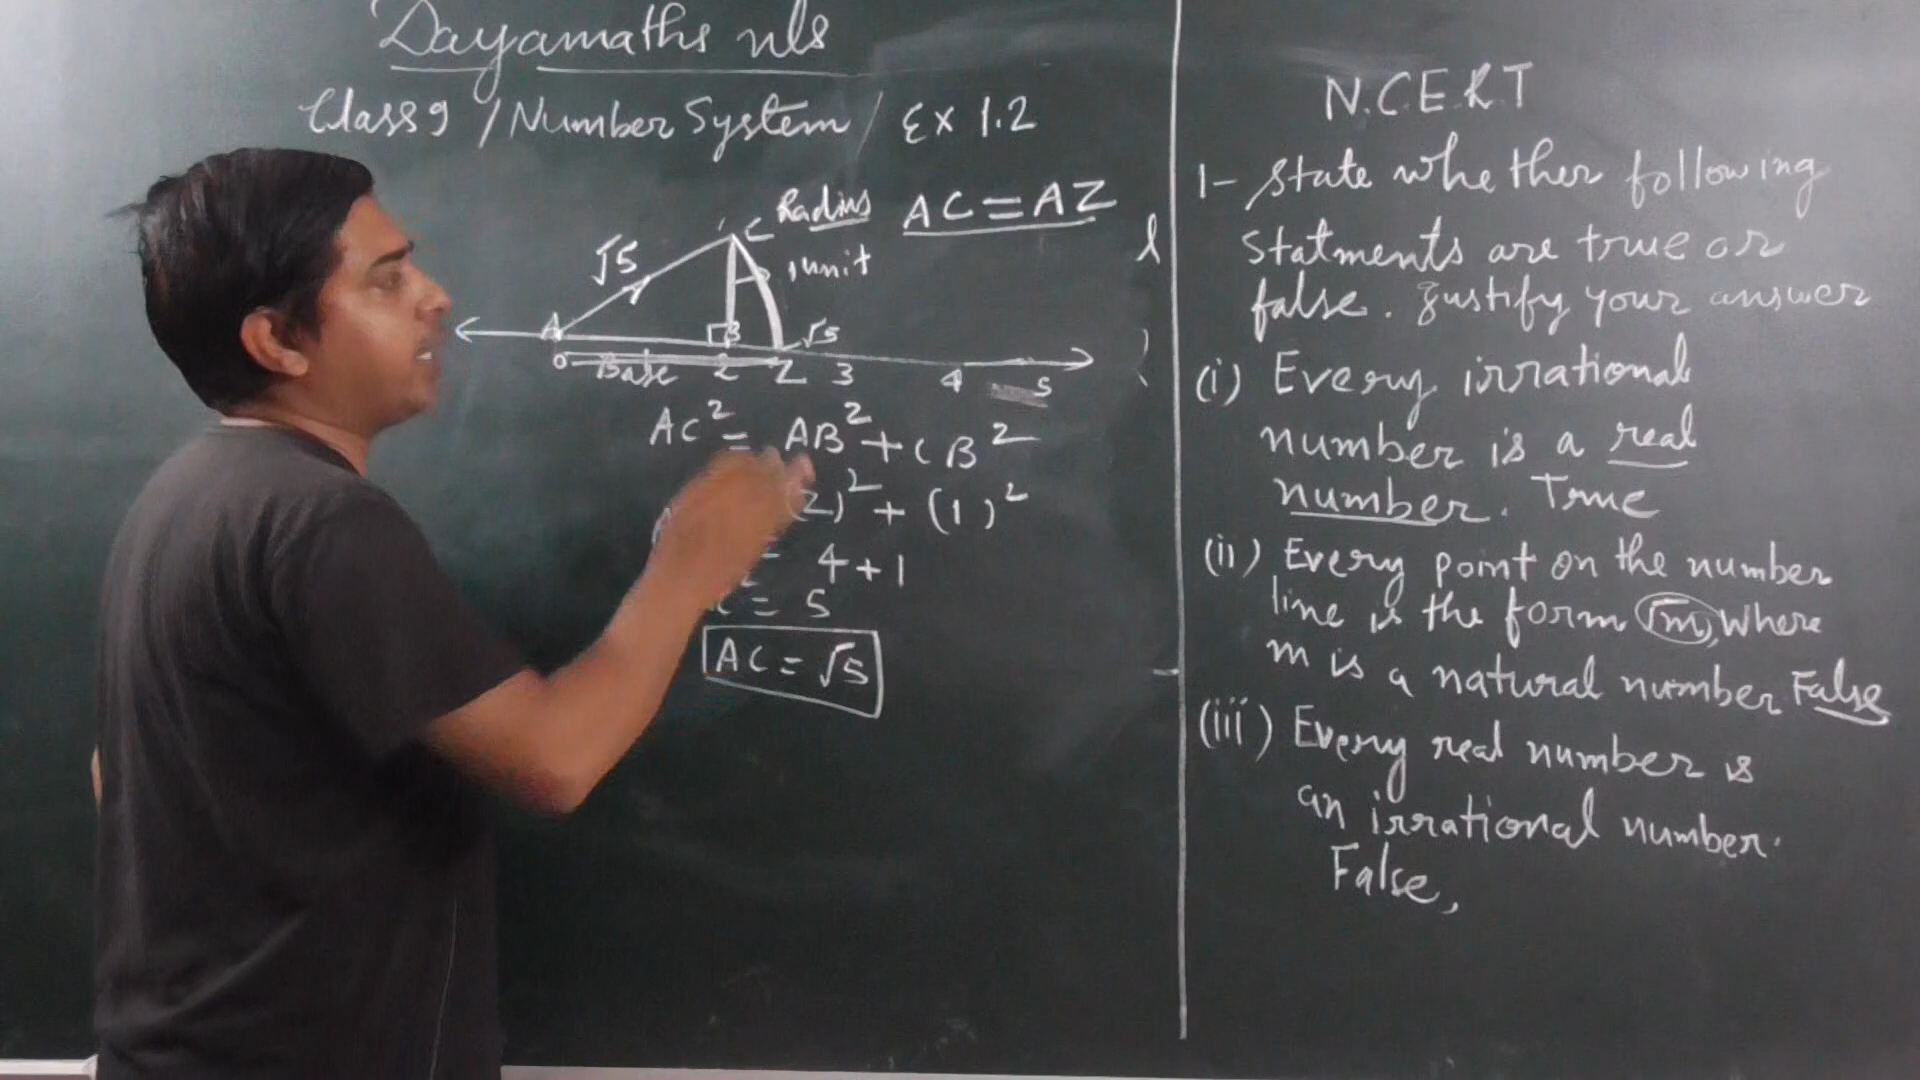 Dayamaths nls
Class 9 / Number System / Ex 1.2
C Radius AC = AZ
√5
1 unit
A B √5
0 Base 2 Z 3 4 5
AC² = AB² + CB²
(2)² + (1)²
= 4 + 1
= 5
AC = √5
N.C.E.R.T
1- State whether following
Statments are true or
false. Justify your answer
(i) Every irrational
number is a real
number. True
(ii) Every point on the number
line is the form √m, Where
m is a natural number False
(iii) Every real number is
an irrational number.
False,